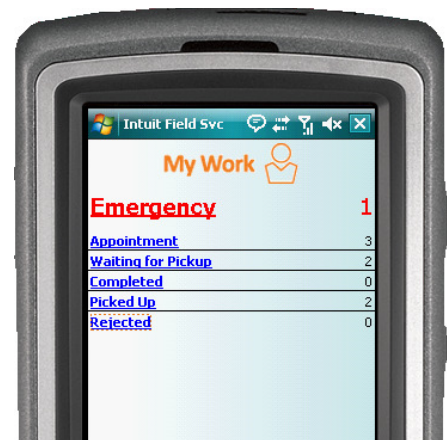 Intuit Field Svc
My Work
Emergency 1
Appointment 3
Waiting for Pickup 2
Completed 0
Picked Up 2
Rejected 0